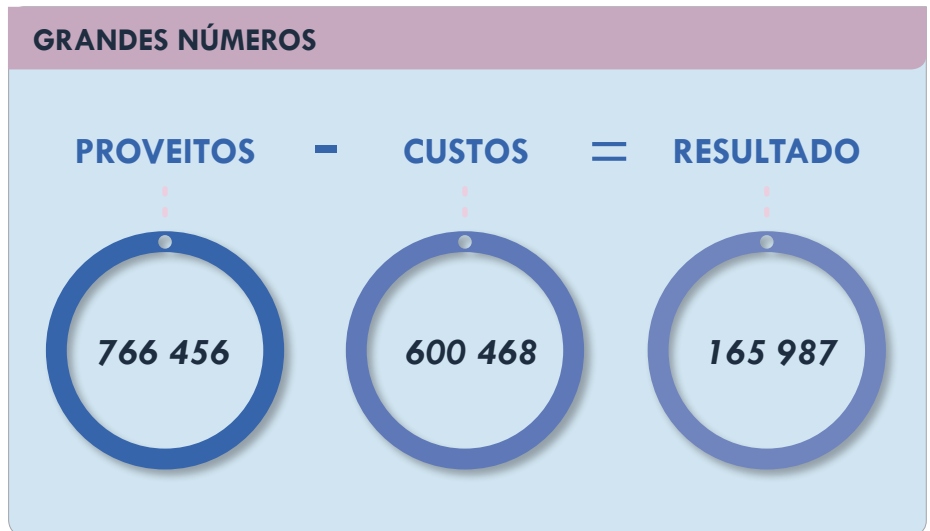 GRANDES NÚMEROS
PROVEITOS - CUSTOS = RESULTADO
766 456 600 468 165 987